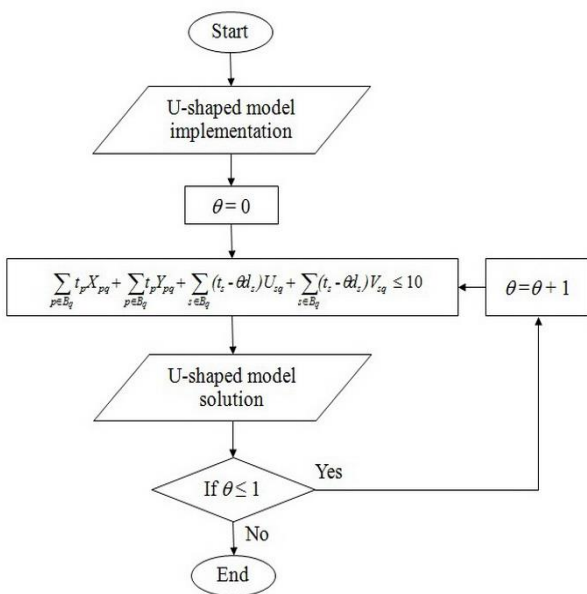 Start
U-shaped model
implementation
θ = 0
∑_{p∈B_q} t_p X_{pq} + ∑_{p∈B_q} t_p Y_{pq} + ∑_{s∈B_q} (t_s - θd_s)U_{sq} + ∑_{s∈B_q} (t_s - θd_s)V_{sq} ≤ 10
θ=θ+ 1
U-shaped model
solution
If θ ≤ 1
Yes
No
End